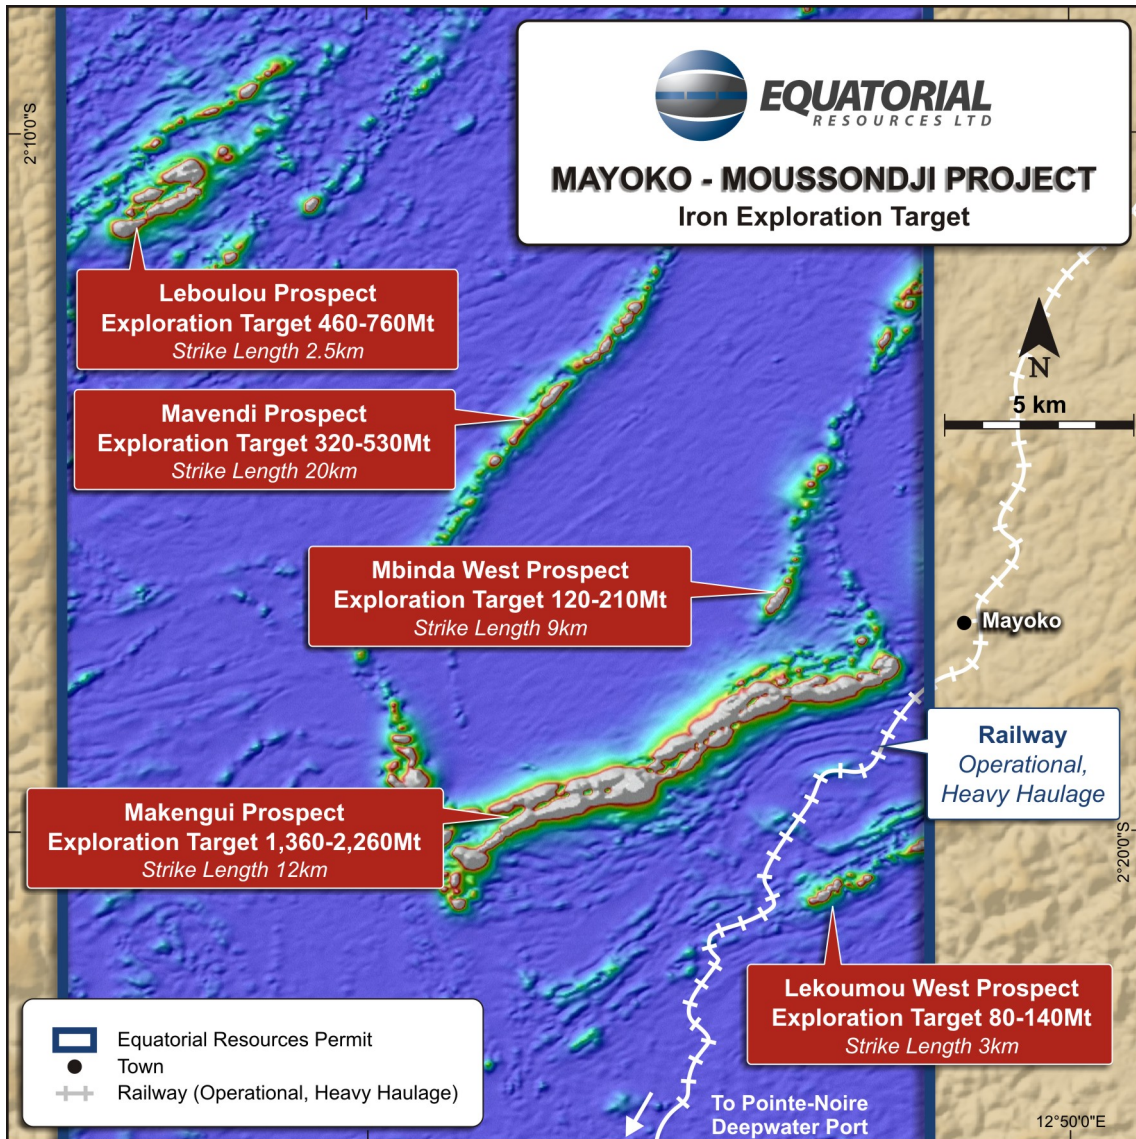 EQUATORIAL
RESOURCES LTD
MAYOKO - MOUSSONDJI PROJECT
Iron Exploration Target
2°10'0"S
Leboulou Prospect
Exploration Target 460-760Mt
Strike Length 2.5km
N
5 km
Mavendi Prospect
Exploration Target 320-530Mt
Strike Length 20km
Mbinda West Prospect
Exploration Target 120-210Mt
Strike Length 9km
Mayoko
Railway
Operational,
Heavy Haulage
Makengui Prospect
Exploration Target 1,360-2,260Mt
Strike Length 12km
2°20'0"S
Lekoumou West Prospect
Exploration Target 80-140Mt
Strike Length 3km
Equatorial Resources Permit
Town
Railway (Operational, Heavy Haulage)
To Pointe-Noire
Deepwater Port
12°50'0"E